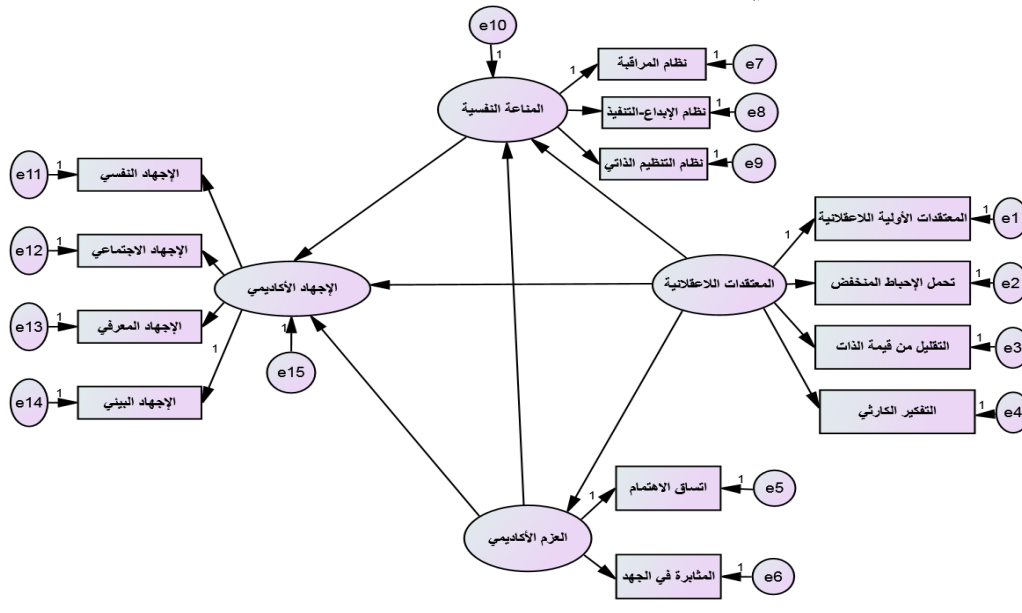 e10
1
نظام المراقبة
1
1
e7
المناعة النفسية
نظام الإبداع-التنفيذ
1
e8
نظام التنظيم الذاتي
1
e9
e11
1
الإجهاد النفسي
e12
1
الإجهاد الاجتماعي
e13
1
الإجهاد المعرفي
e14
1
الإجهاد البيئي
1
الإجهاد الأكاديمي
1
e15
المعتقدات اللاعقلانية
1
المعتقدات الأولية اللاعقلانية
1
e1
تحمل الإحباط المنخفض
1
e2
التقليل من قيمة الذات
1
e3
التفكير الكارثي
1
e4
العزم الأكاديمي
1
اتساق الاهتمام
1
e5
المثابرة في الجهد
1
e6